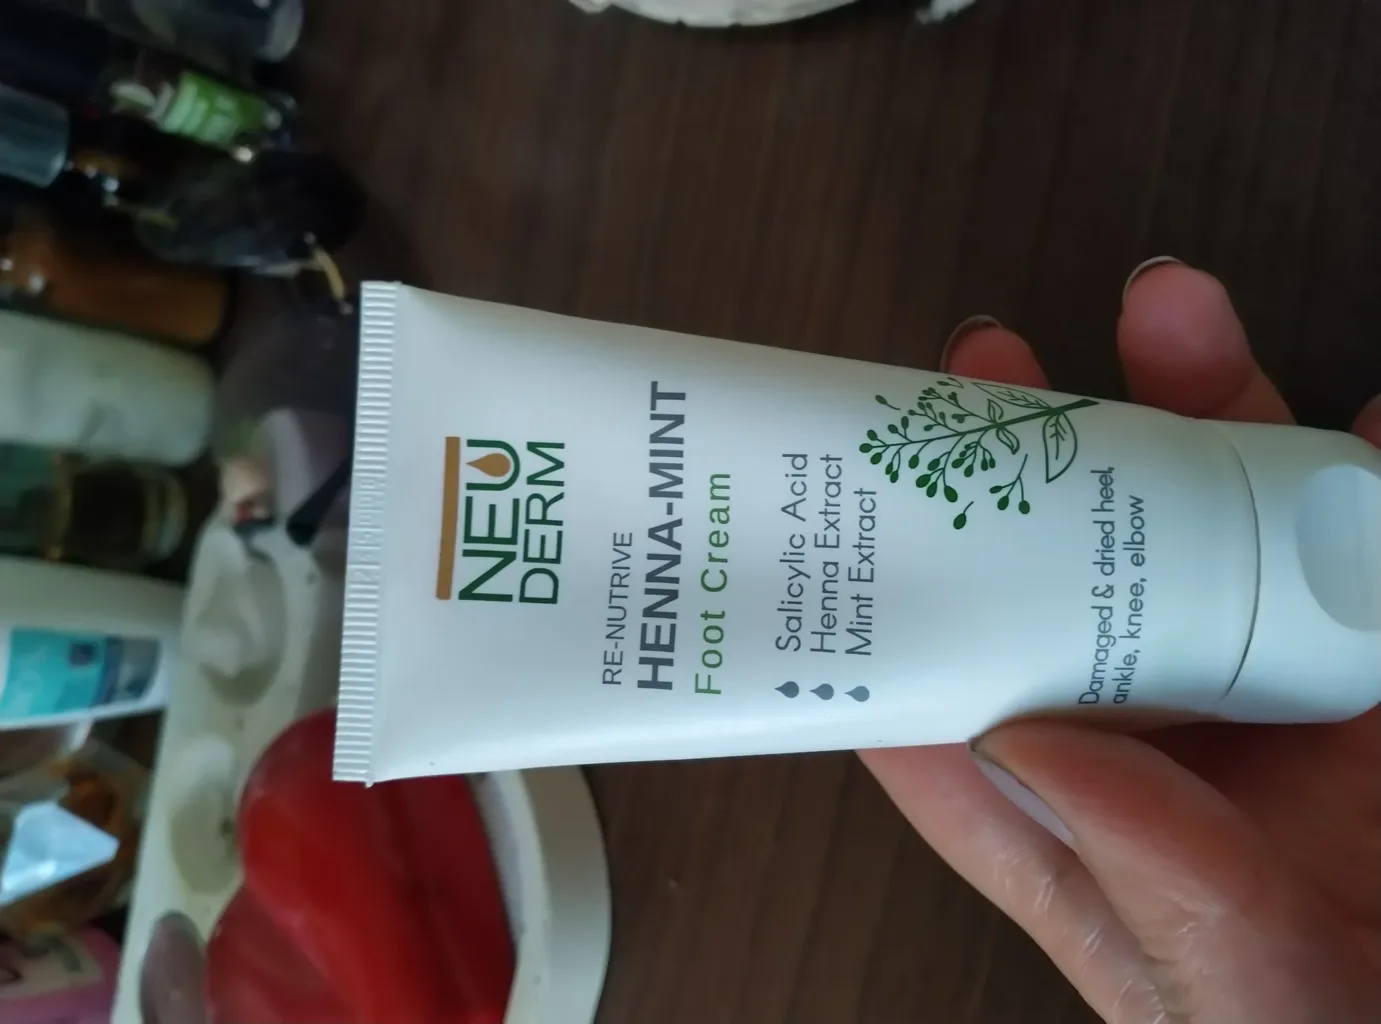 NEU
DERM
RE-NUTRIVE
HENNA-MINT
Foot Cream
Salicylic Acid
Henna Extract
Mint Extract
Damaged & dried heel,
ankle, knee, elbow